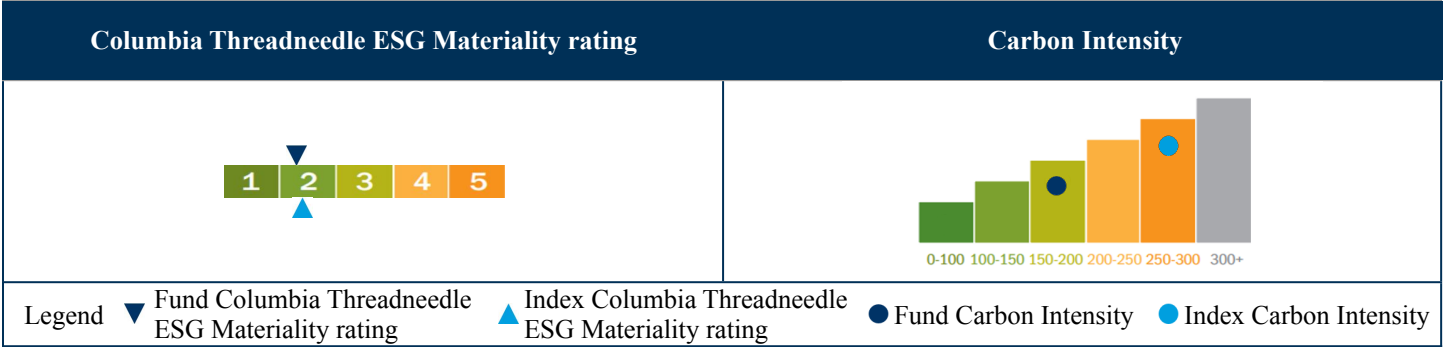 Columbia Threadneedle ESG Materiality rating
Carbon Intensity
1 2 3 4 5
0-100 100-150 150-200 200-250 250-300 300+
Legend
Fund Columbia Threadneedle
ESG Materiality rating
Index Columbia Threadneedle
ESG Materiality rating
Fund Carbon Intensity
Index Carbon Intensity